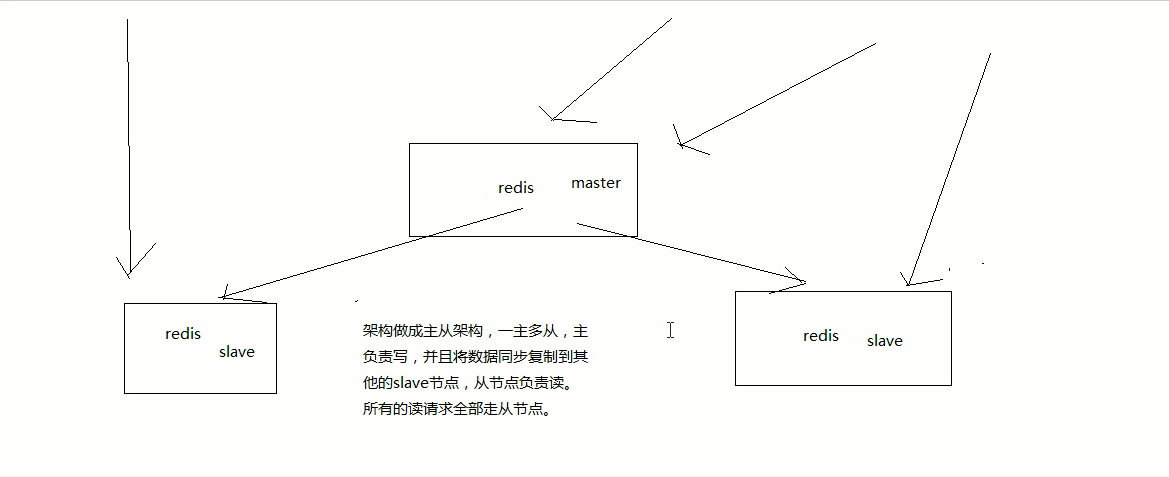 redis master
redis
slave
redis slave
架构做成主从架构，一主多从，主
负责写，并且将数据同步复制到其
他的slave节点，从节点负责读。
所有的读请求全部走从节点。